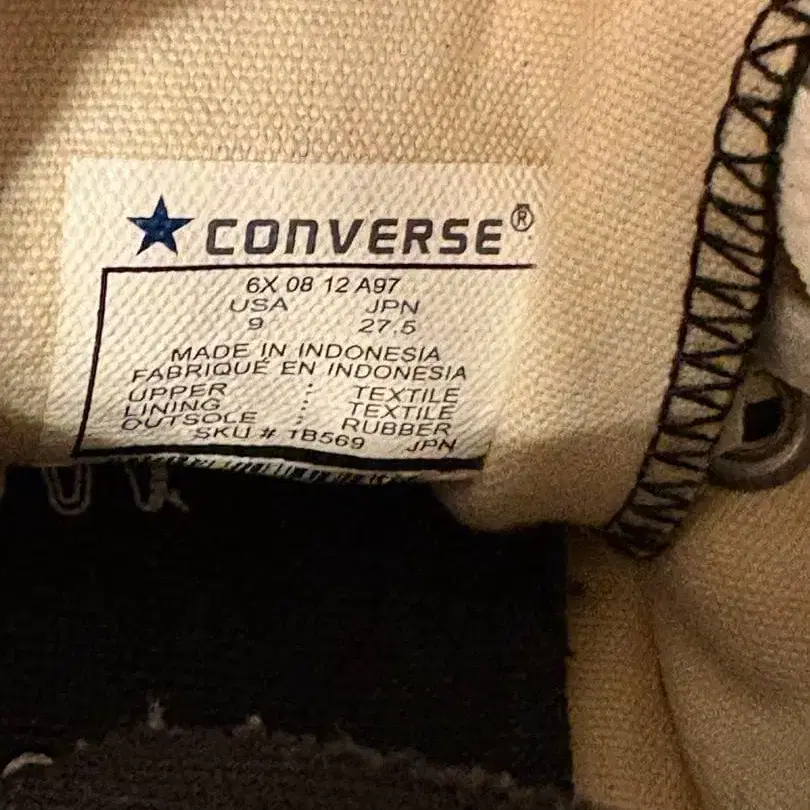 CONVERSE®
6X 08 12 A97
USA JPN
9 27.5
MADE IN INDONESIA
FABRIQUÉ EN INDONESIA
UPPER : TEXTILE
LINING : TEXTILE
OUTSOLE : RUBBER
SKU # 1B569 JPN